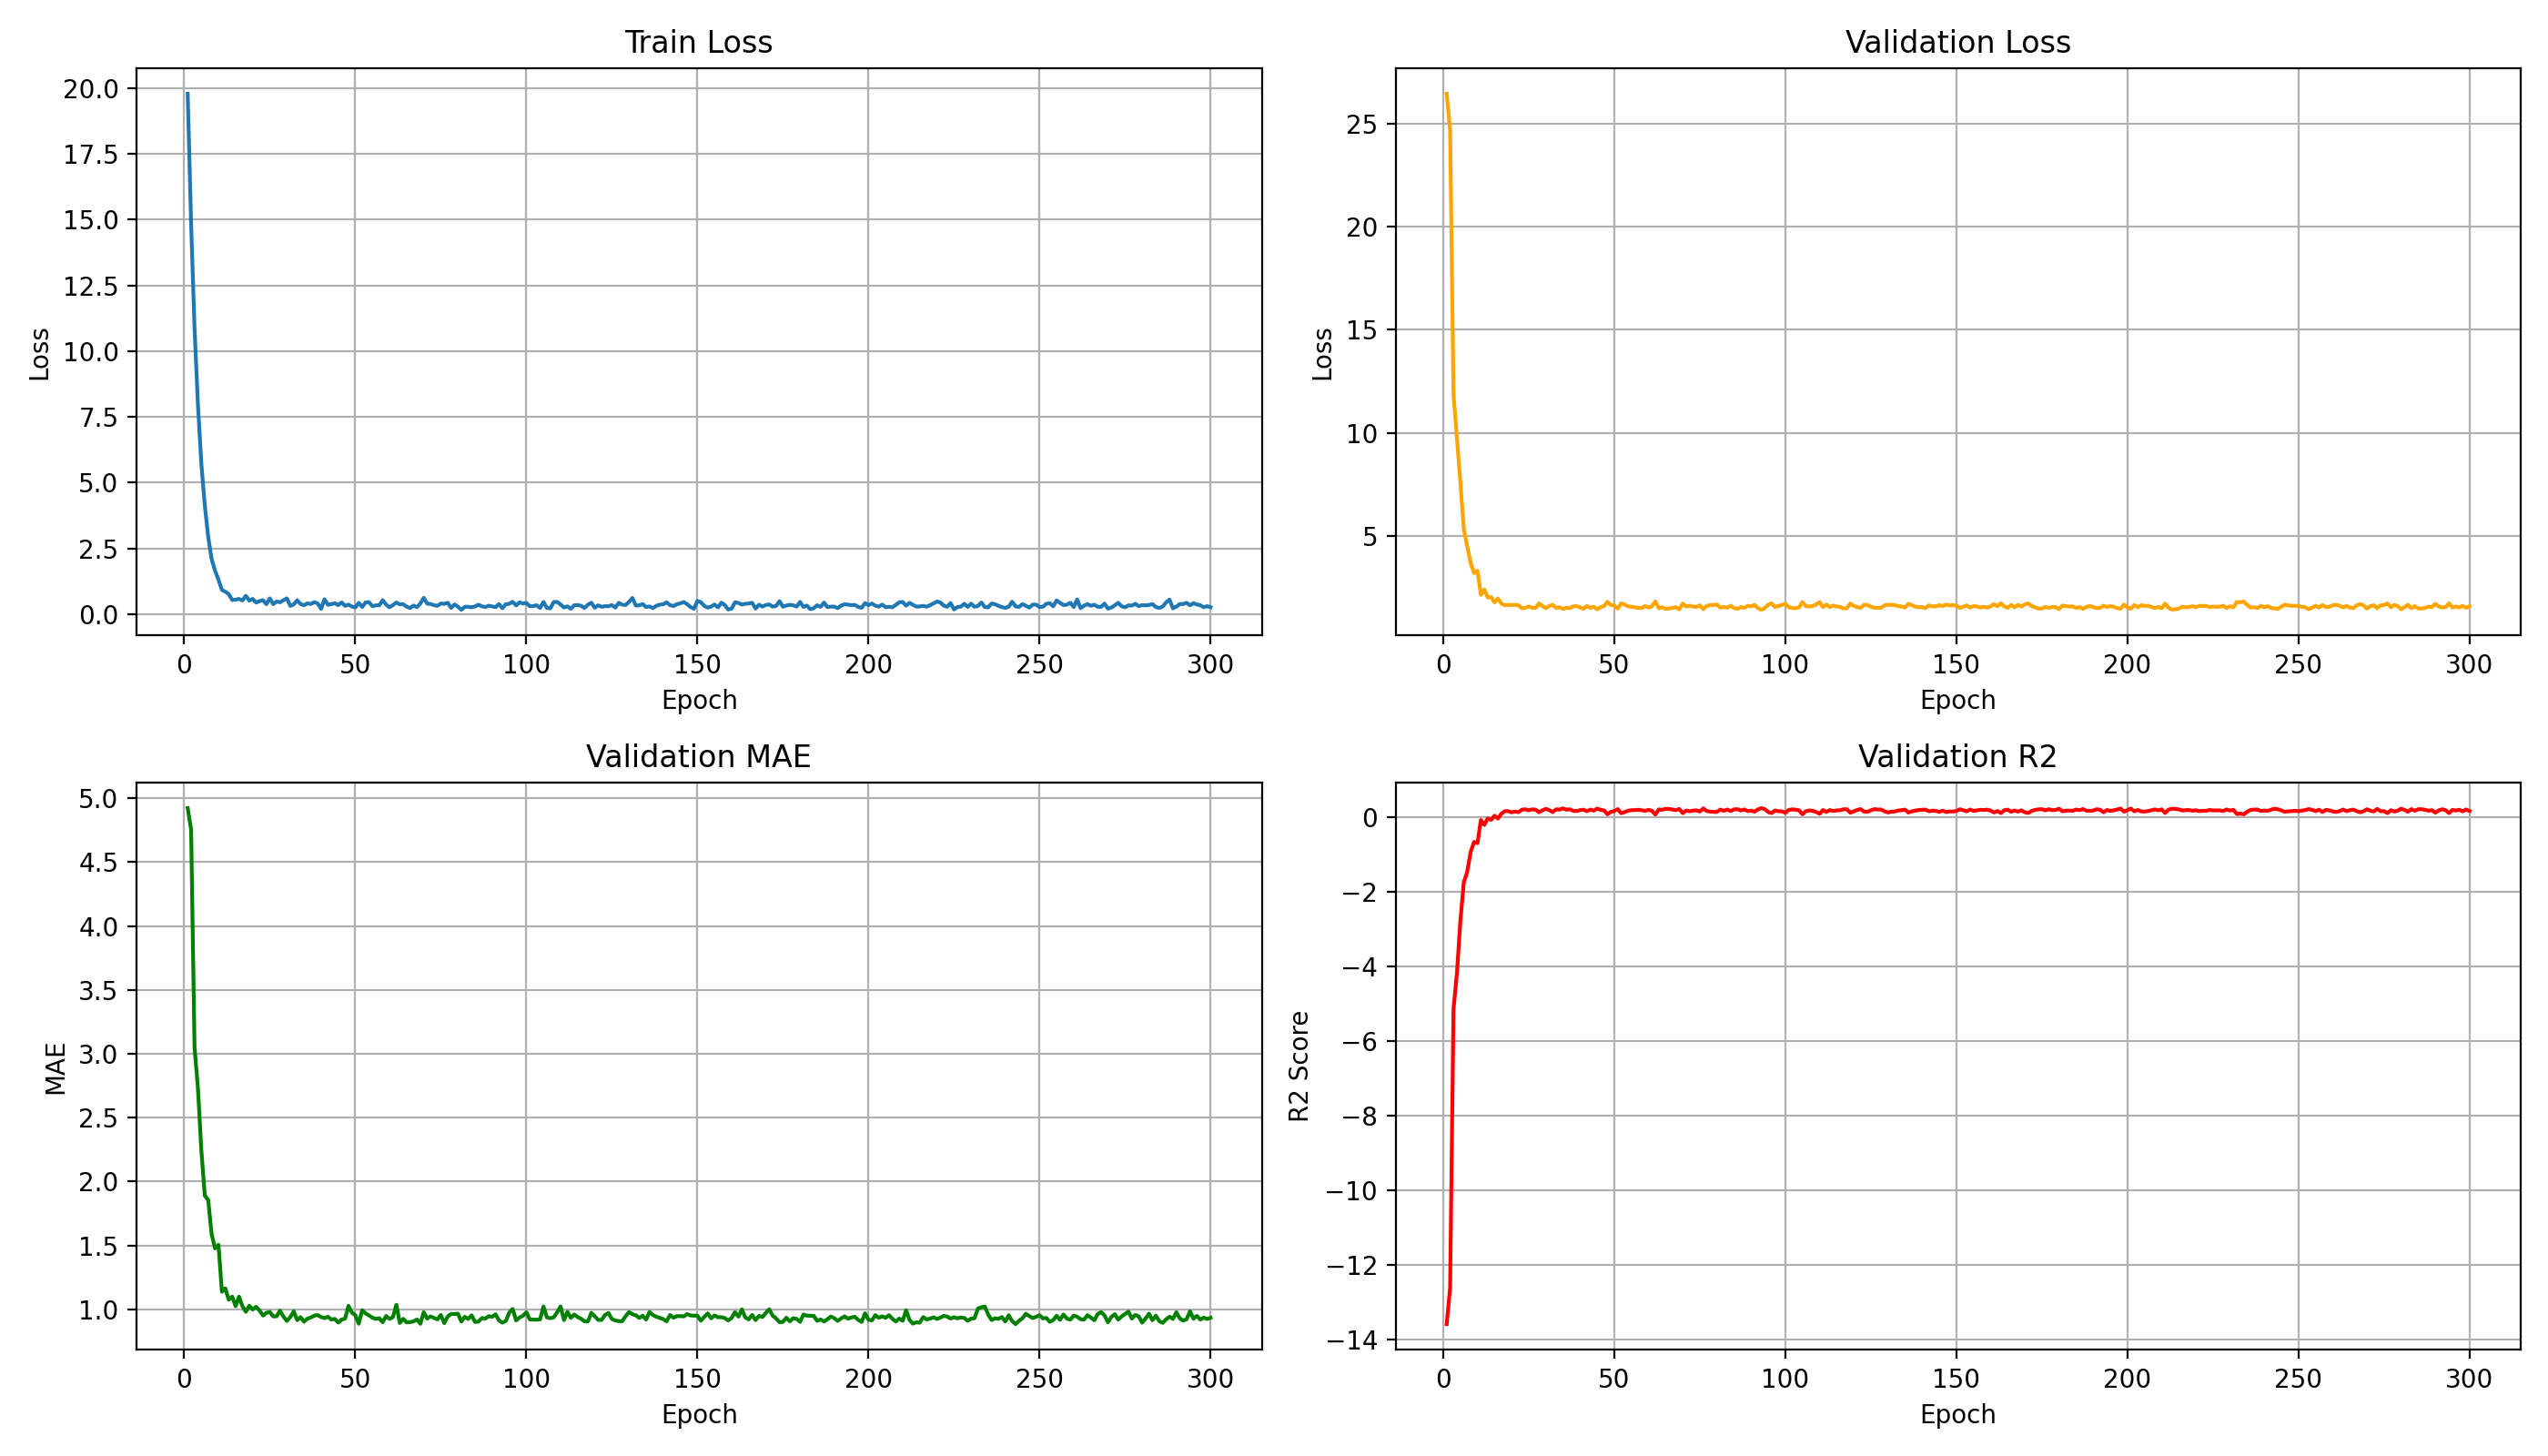 Train Loss
Validation Loss
20.0
17.5
15.0
12.5
10.0
7.5
5.0
2.5
0.0
Loss
0 50 100 150 200 250 300
Epoch
25
20
15
10
5
Loss
0 50 100 150 200 250 300
Epoch
Validation MAE
Validation R2
5.0
4.5
4.0
3.5
3.0
2.5
2.0
1.5
1.0
MAE
0 50 100 150 200 250 300
Epoch
0
−2
−4
−6
−8
−10
−12
−14
R2 Score
0 50 100 150 200 250 300
Epoch